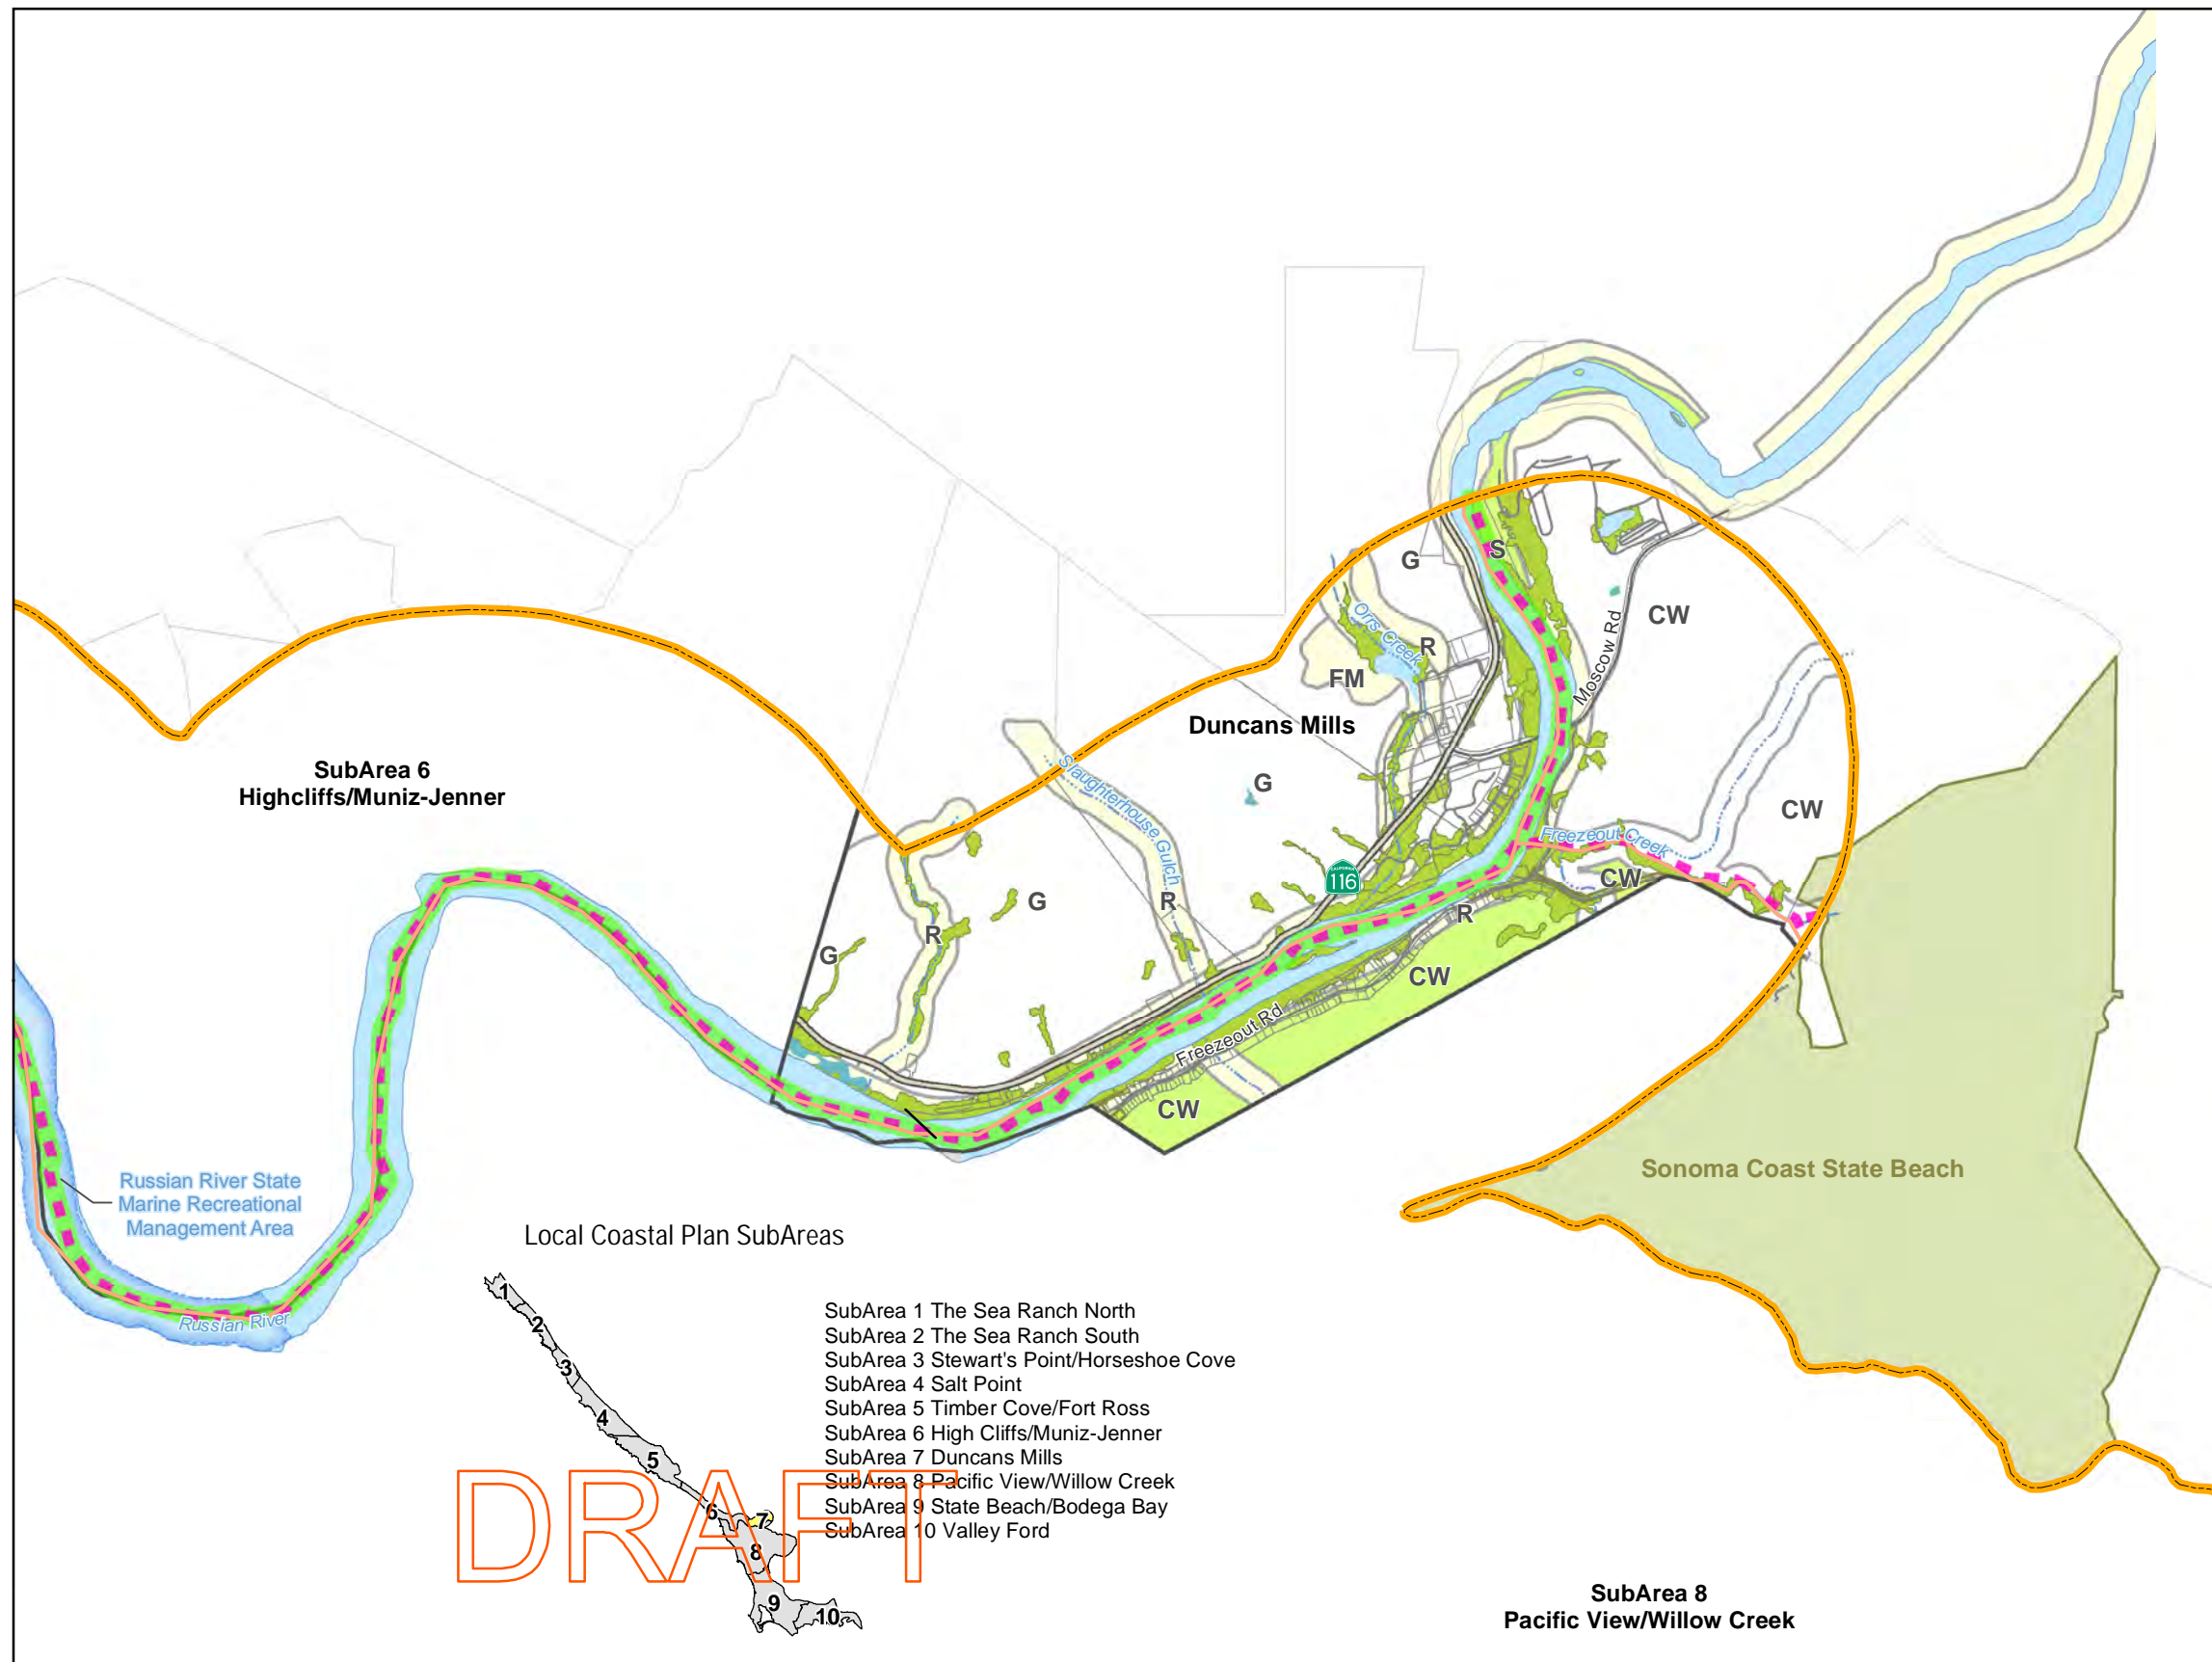 G
S
CW
Moscow Rd
Orrs Creek
R
FM
Duncans Mills
SubArea 6
Highcliffs/Muniz-Jenner
Slaughterhouse Gulch
G
CW
Freezeout Creek
CALIFORNIA
116
CW
G
R
R
R
G
CW
Freezeout Rd
CW
Sonoma Coast State Beach
Russian River State
Marine Recreational
Management Area
Russian River
Local Coastal Plan SubAreas
1
2
3
4
5
6
7
8
9
10
SubArea 1 The Sea Ranch North
SubArea 2 The Sea Ranch South
SubArea 3 Stewart's Point/Horseshoe Cove
SubArea 4 Salt Point
SubArea 5 Timber Cove/Fort Ross
SubArea 6 High Cliffs/Muniz-Jenner
SubArea 7 Duncans Mills
SubArea 8 Pacific View/Willow Creek
SubArea 9 State Beach/Bodega Bay
SubArea 10 Valley Ford
DRAFT
SubArea 8
Pacific View/Willow Creek